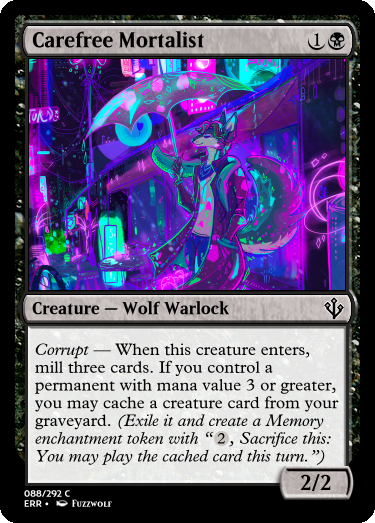 Carefree Mortalist 1
Creature — Wolf Warlock
Corrupt — When this creature enters,
mill three cards. If you control a
permanent with mana value 3 or greater,
you may cache a creature card from your
graveyard. (Exile it and create a Memory
enchantment token with “2, Sacrifice this:
You may play the cached card this turn.”)
2/2
088/292 C
ERR • Fuzzwolf